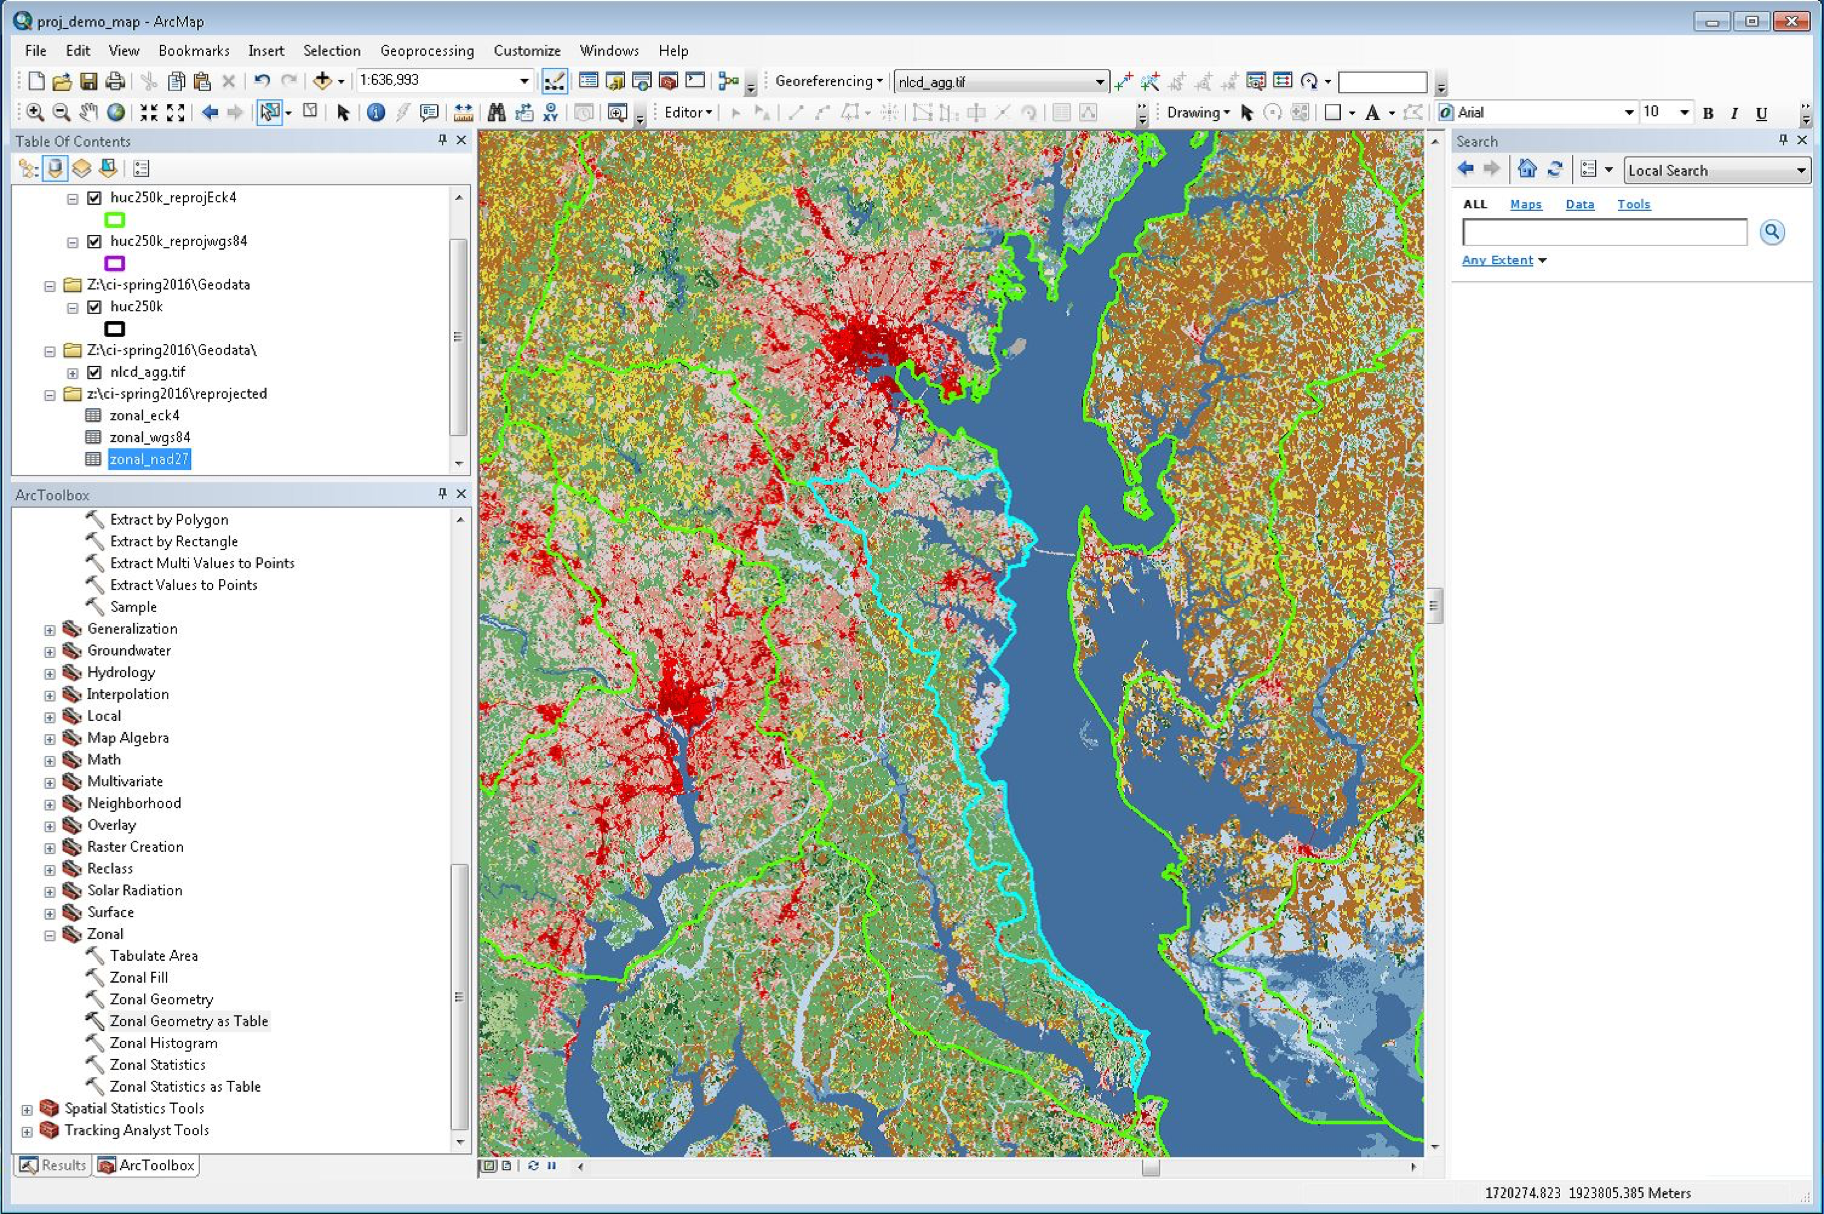 proj_demo_map - ArcMap
File Edit View Bookmarks Insert Selection Geoprocessing Customize Windows Help
1:636,993 Georeferencing nlcd_agg.tif
Editor Drawing A Arial 10 B I U
Table Of Contents
huc250k_reprojEck4
huc250k_reprojwgs84
Z:\ci-spring2016\Geodata
huc250k
Z:\ci-spring2016\Geodata\
nlcd_agg.tif
z:\ci-spring2016\reprojected
zonal_eck4
zonal_wgs84
zonal_nad27
ArcToolbox
Extract by Polygon
Extract by Rectangle
Extract Multi Values to Points
Extract Values to Points
Sample
Generalization
Groundwater
Hydrology
Interpolation
Local
Map Algebra
Math
Multivariate
Neighborhood
Overlay
Raster Creation
Reclass
Solar Radiation
Surface
Zonal
Tabulate Area
Zonal Fill
Zonal Geometry
Zonal Geometry as Table
Zonal Histogram
Zonal Statistics
Zonal Statistics as Table
Spatial Statistics Tools
Tracking Analyst Tools
Results ArcToolbox
Search
Local Search
ALL Maps Data Tools
Any Extent
1720274.823 1923805.385 Meters